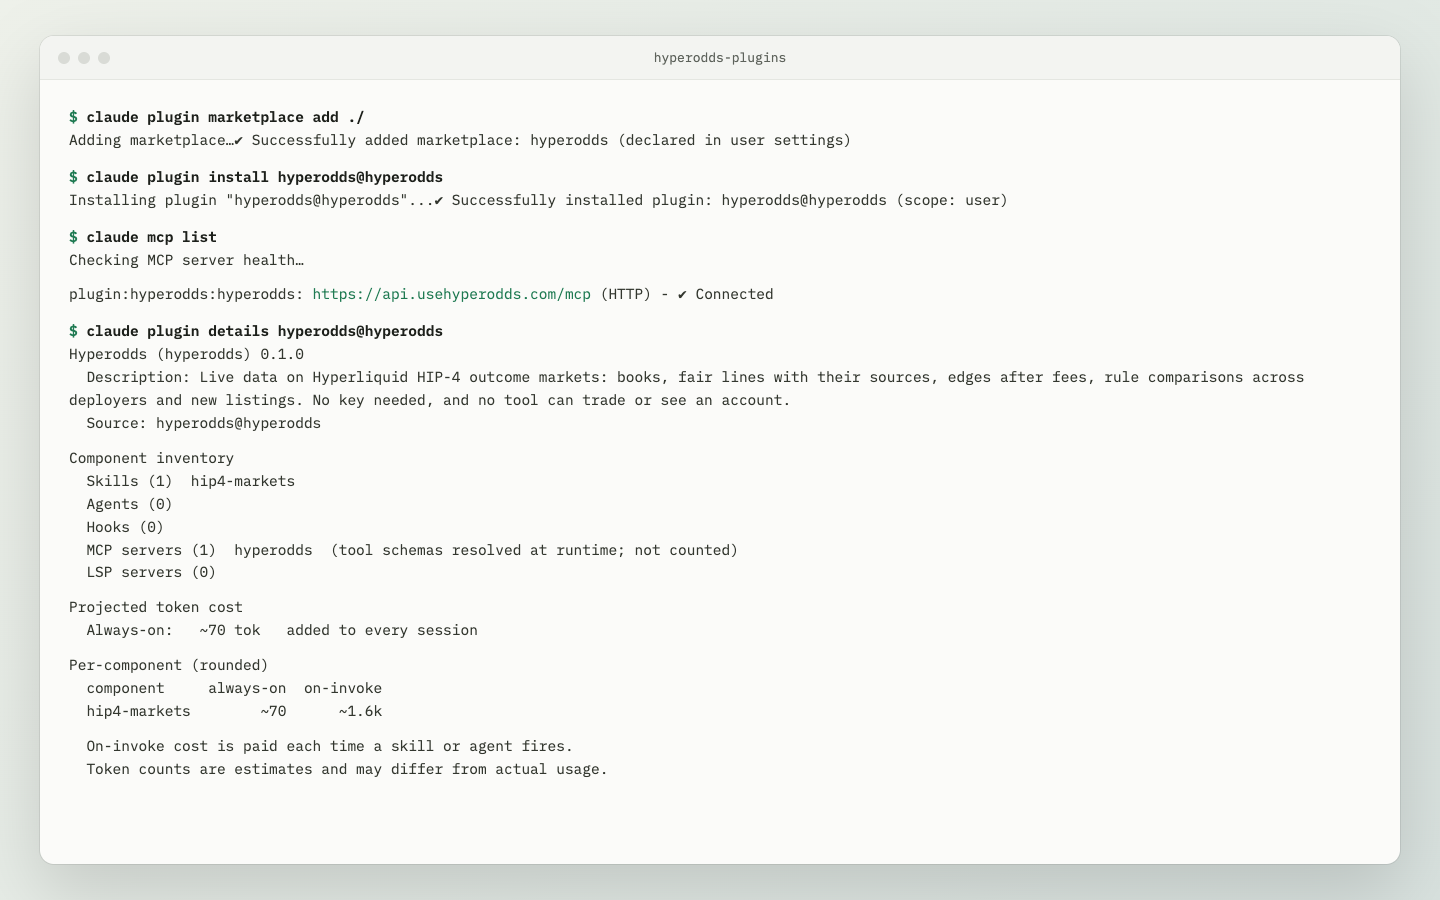 hyperodds-plugins
$ claude plugin marketplace add ./
Adding marketplace…✔ Successfully added marketplace: hyperodds (declared in user settings)
$ claude plugin install hyperodds@hyperodds
Installing plugin "hyperodds@hyperodds"...✔ Successfully installed plugin: hyperodds@hyperodds (scope: user)
$ claude mcp list
Checking MCP server health…
plugin:hyperodds:hyperodds: https://api.usehyperodds.com/mcp (HTTP) - ✔ Connected
$ claude plugin details hyperodds@hyperodds
Hyperodds (hyperodds) 0.1.0
  Description: Live data on Hyperliquid HIP-4 outcome markets: books, fair lines with their sources, edges after fees, rule comparisons across
deployers and new listings. No key needed, and no tool can trade or see an account.
  Source: hyperodds@hyperodds
Component inventory
  Skills (1)  hip4-markets
  Agents (0)
  Hooks (0)
  MCP servers (1)  hyperodds  (tool schemas resolved at runtime; not counted)
  LSP servers (0)
Projected token cost
  Always-on:   ~70 tok   added to every session
Per-component (rounded)
  component     always-on  on-invoke
  hip4-markets        ~70      ~1.6k
  On-invoke cost is paid each time a skill or agent fires.
  Token counts are estimates and may differ from actual usage.